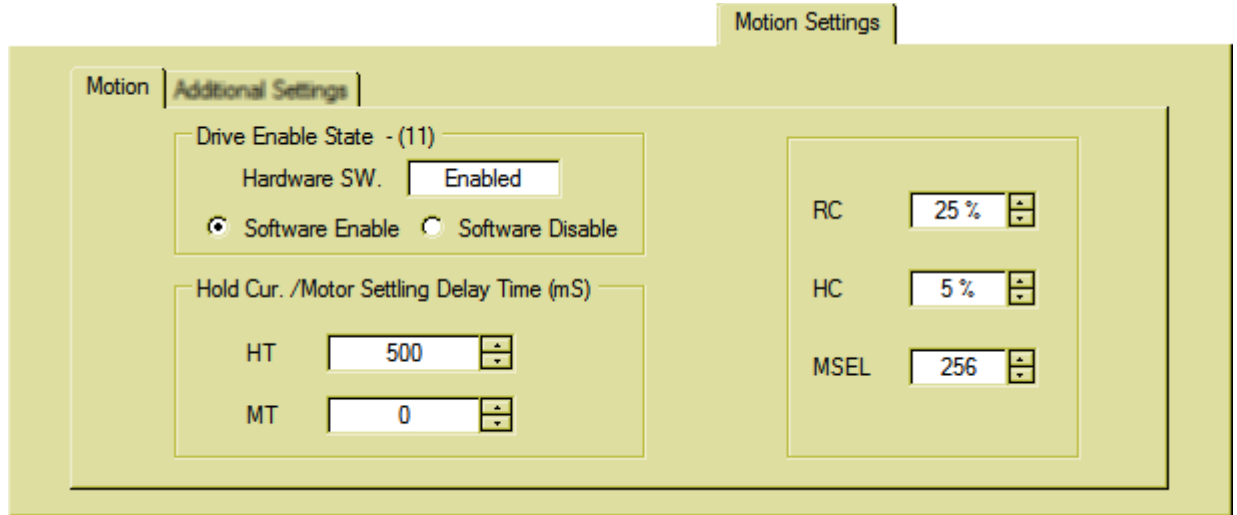 Motion Settings
Motion Additional Settings
Drive Enable State - (11)
Hardware SW. Enabled
Software Enable Software Disable
Hold Cur. /Motor Settling Delay Time (mS)
HT 500
MT 0
RC 25 %
HC 5 %
MSEL 256